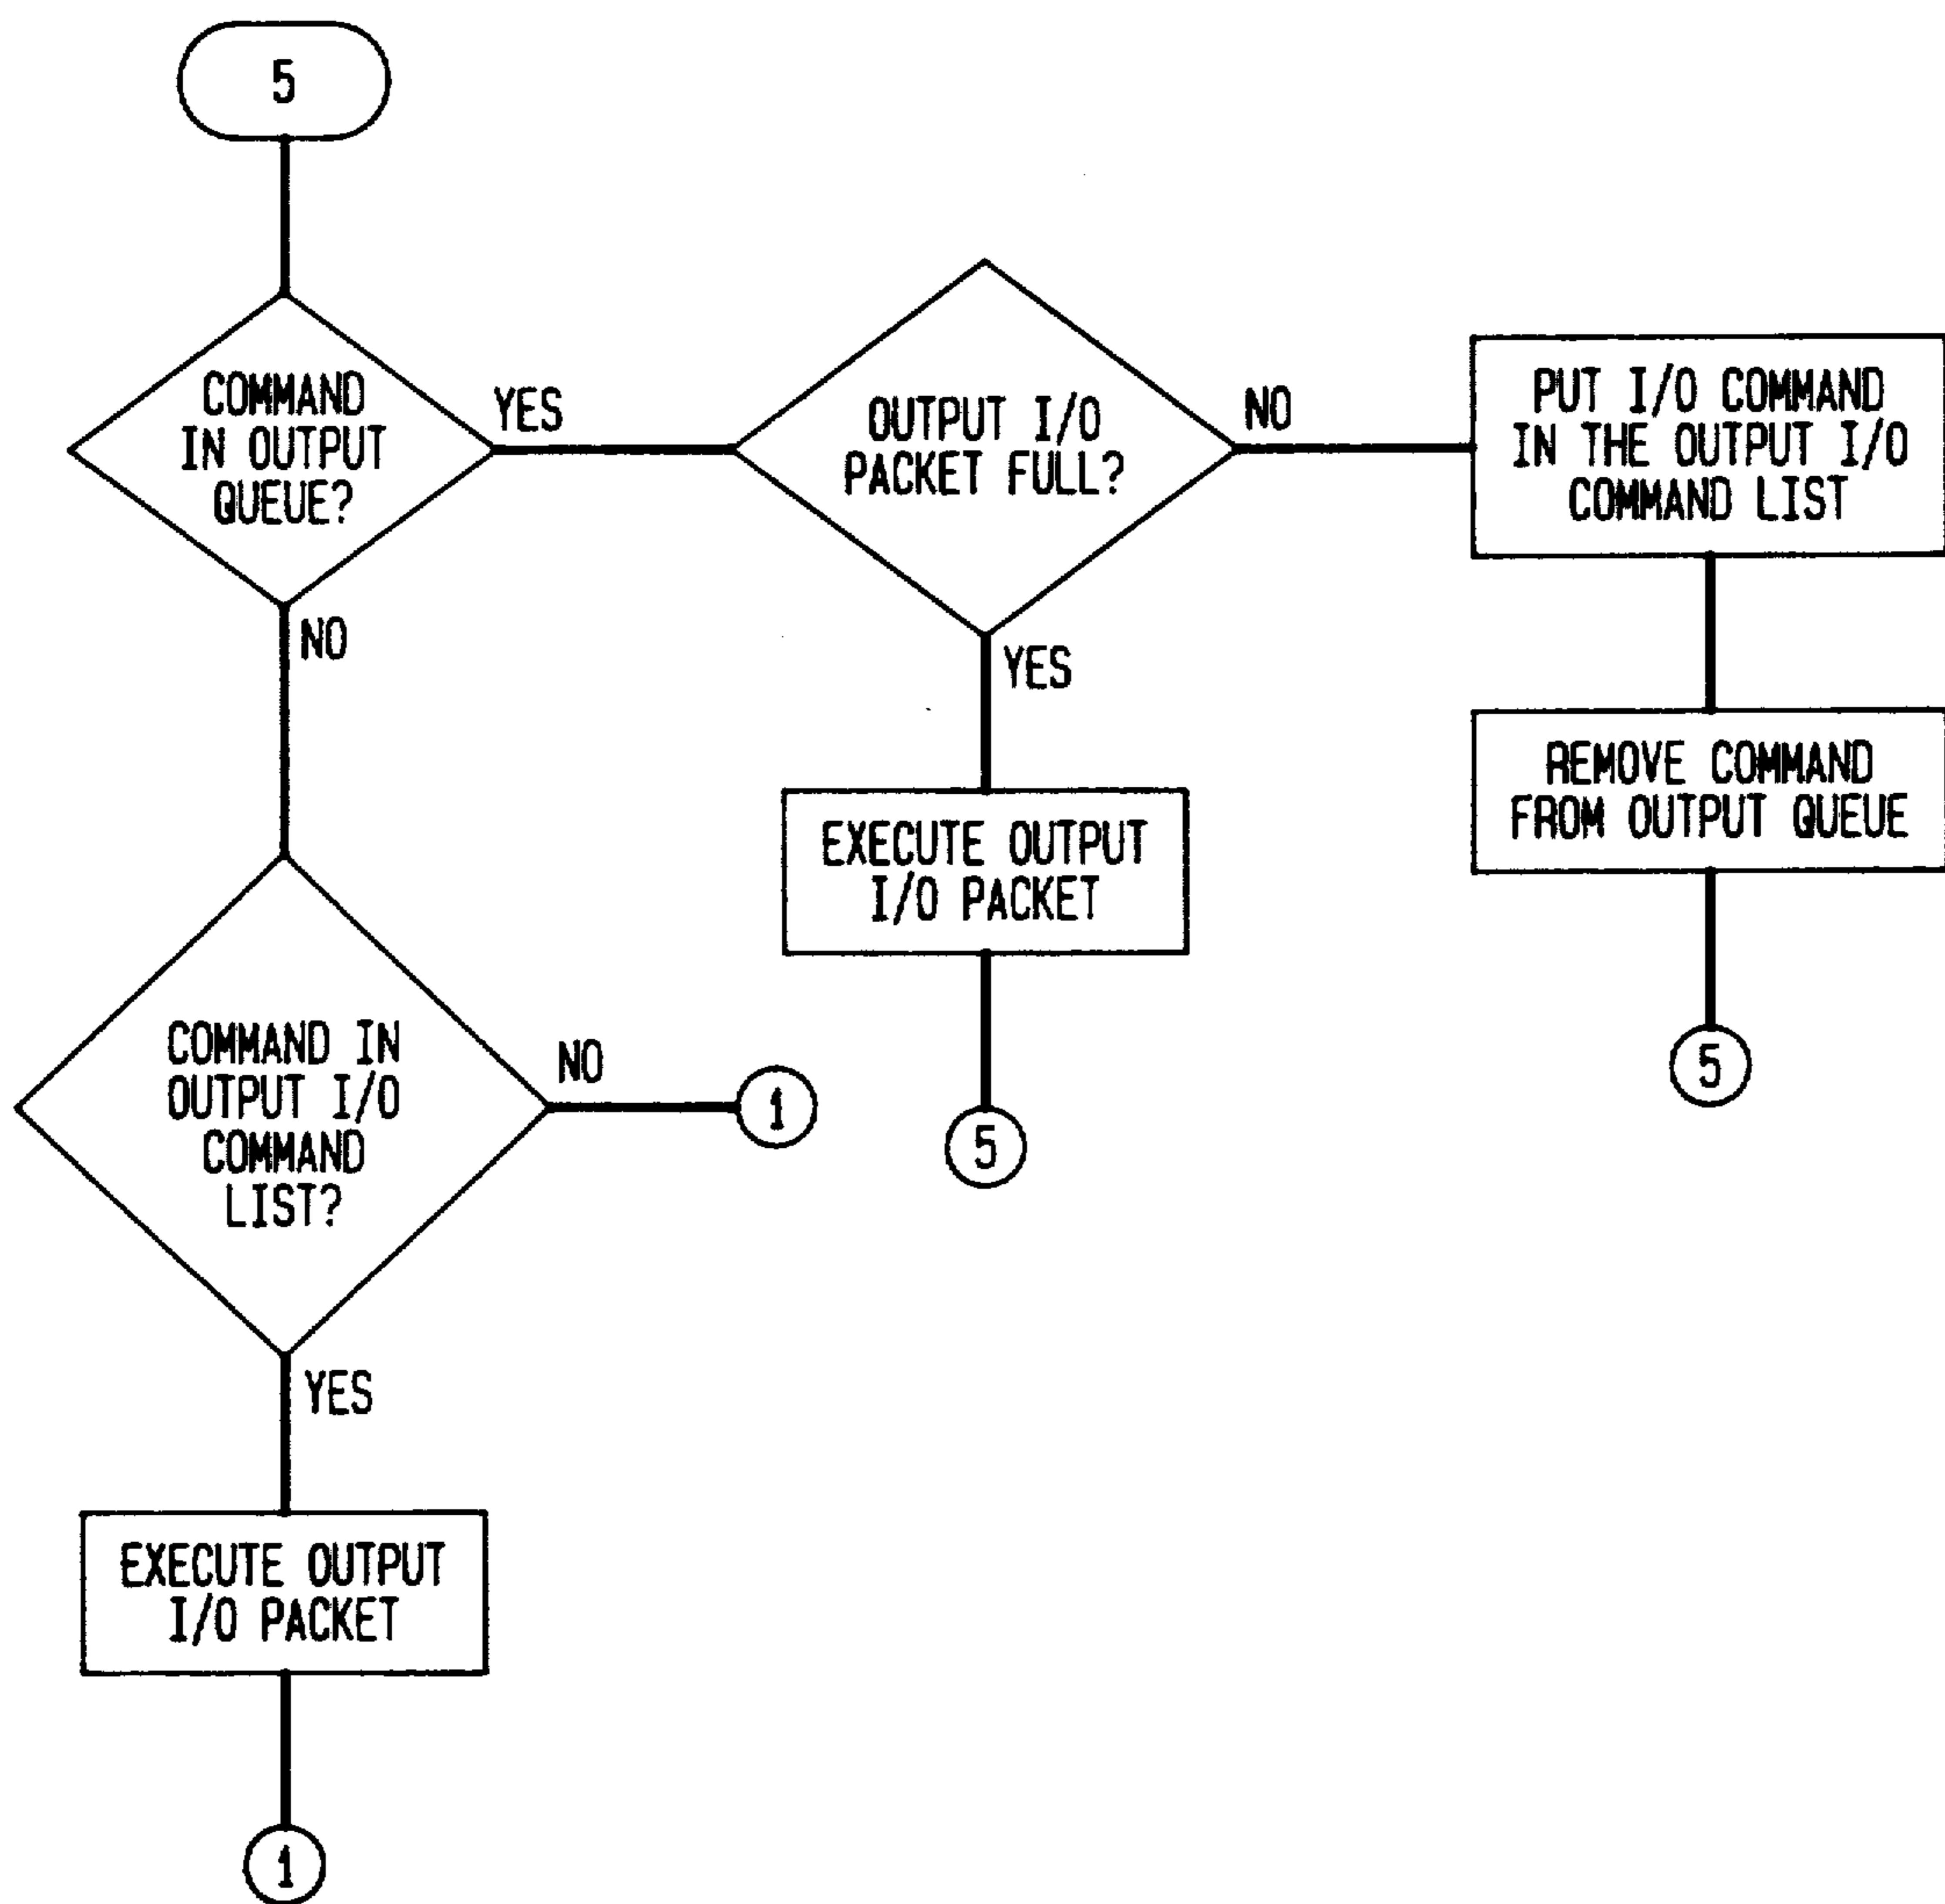 5
COMMAND
IN OUTPUT
QUEUE?
YES
NO
OUTPUT I/O
PACKET FULL?
NO
YES
PUT I/O COMMAND
IN THE OUTPUT I/O
COMMAND LIST
REMOVE COMMAND
FROM OUTPUT QUEUE
5
EXECUTE OUTPUT
I/O PACKET
5
COMMAND IN
OUTPUT I/O
COMMAND
LIST?
NO
1
YES
EXECUTE OUTPUT
I/O PACKET
1